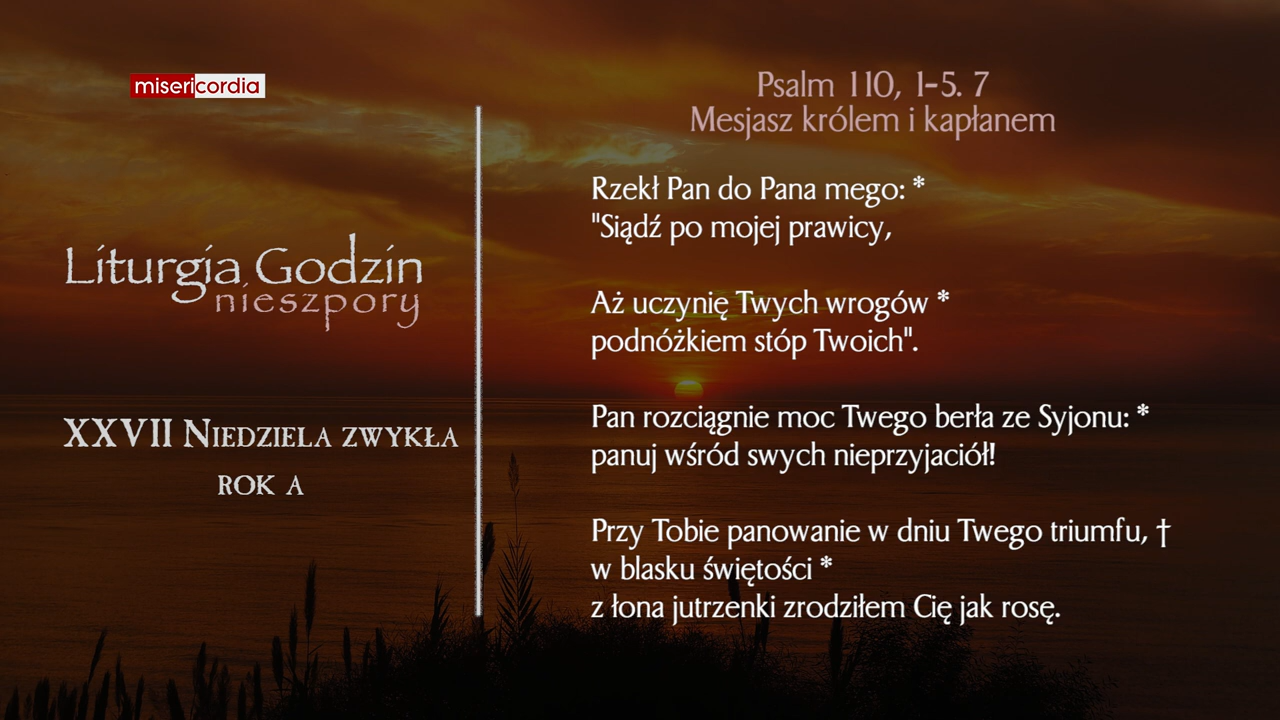 misericordia
Liturgia Godzin
nieszpory
XXVII Niedziela zwykła
rok A
Psalm 110, 1-5. 7
Mesjasz królem i kapłanem
Rzekł Pan do Pana mego: *
"Siądź po mojej prawicy,
Aż uczynię Twych wrogów *
podnóżkiem stóp Twoich".
Pan rozciągnie moc Twego berła ze Syjonu: *
panuj wśród swych nieprzyjaciół!
Przy Tobie panowanie w dniu Twego triumfu, †
w blasku świętości *
z łona jutrzenki zrodziłem Cię jak rosę.